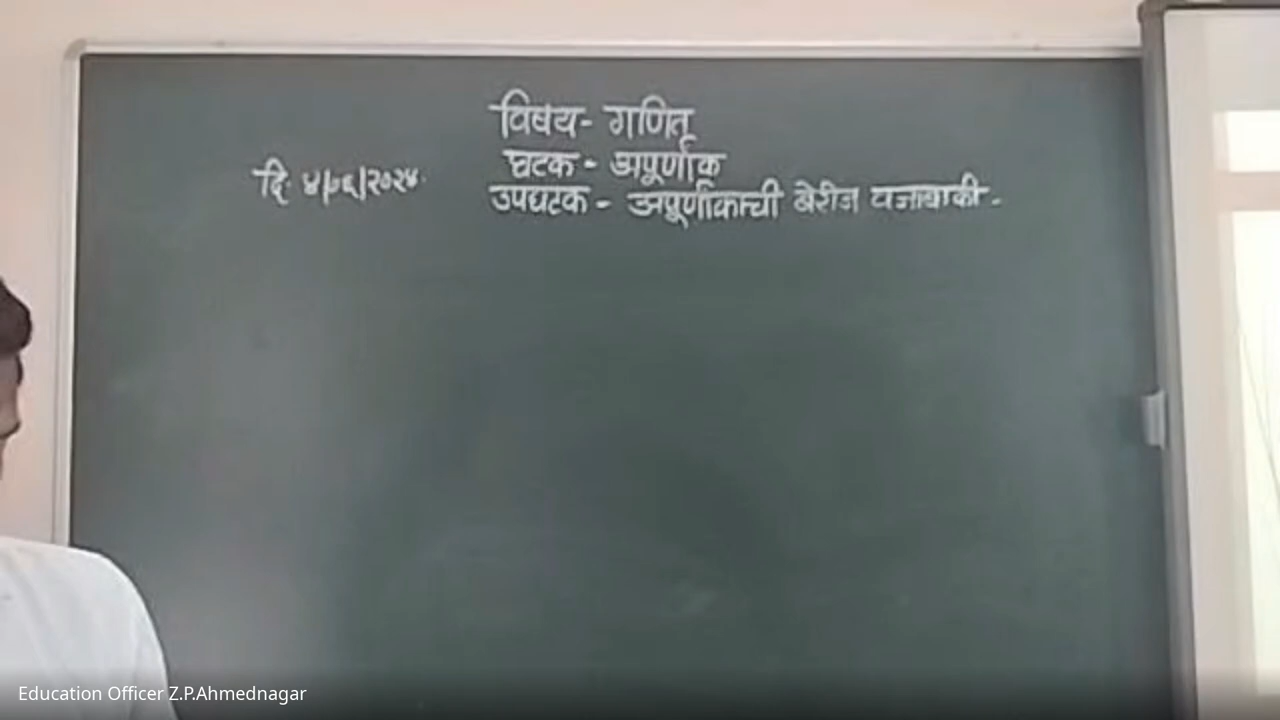 विषय- गणित
घटक - अपूर्णांक
दि. ४/०६/२०२४.
उपघटक - अपूर्णांकाची बेरीज वजाबाकी.
Education Officer Z.P.Ahmednagar